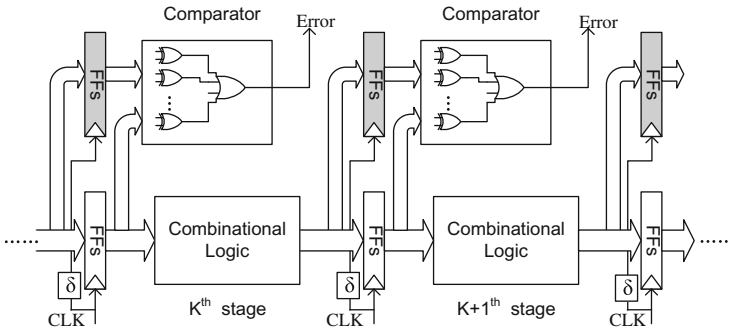 Comparator
Error
Comparator
Error
FFs
FFs
FFs
FFs
Combinational
Logic
FFs
Combinational
Logic
FFs
δ
δ
δ
CLK
Kth stage
CLK
K+1th stage
CLK